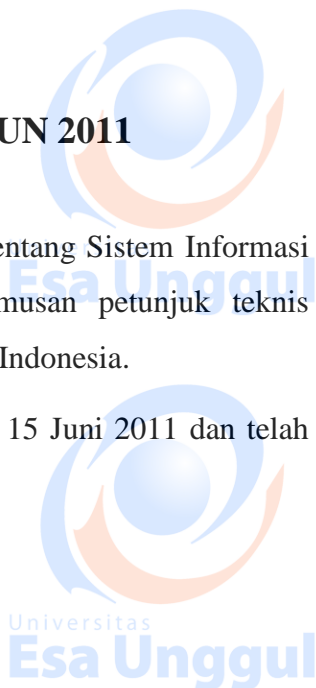 UN 2011
entang Sistem Informasi
Esa Unggul
musan petunjuk teknis
Indonesia.
15 Juni 2011 dan telah
Universitas
Esa Unggul